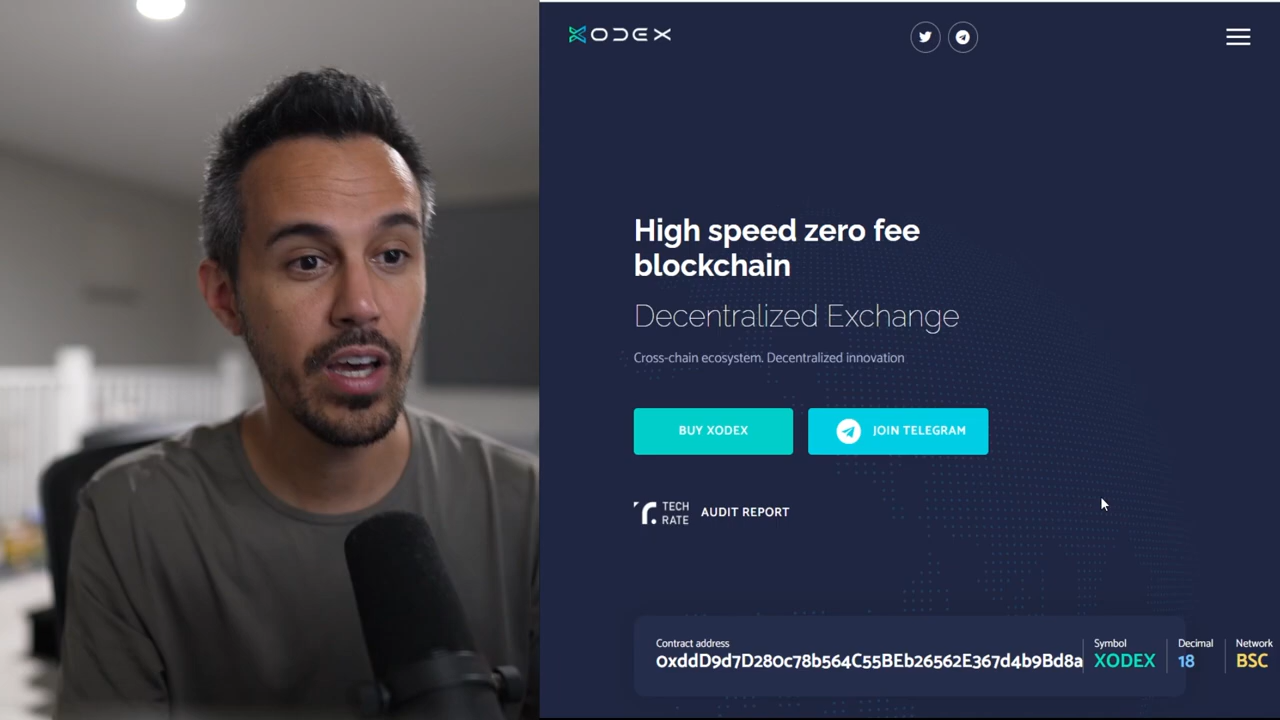 XODEX
High speed zero fee
blockchain
Decentralized Exchange
Cross-chain ecosystem. Decentralized innovation
BUY XODEX
JOIN TELEGRAM
TECH
RATE
AUDIT REPORT
Contract address
0xddD9d7D280c78b564C55BEb26562E367d4b9Bd8a
Symbol
XODEX
Decimal
18
Network
BSC